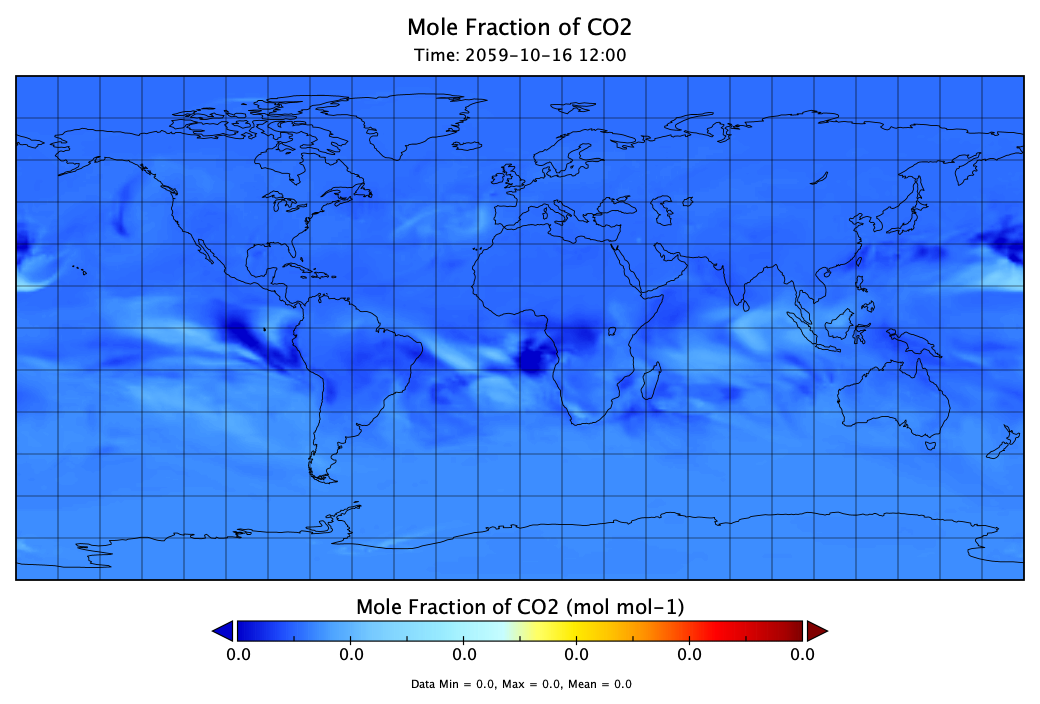 Mole Fraction of CO2
Time: 2059-10-16 12:00
Mole Fraction of CO2 (mol mol-1)
0.0 0.0 0.0 0.0 0.0 0.0
Data Min = 0.0, Max = 0.0, Mean = 0.0